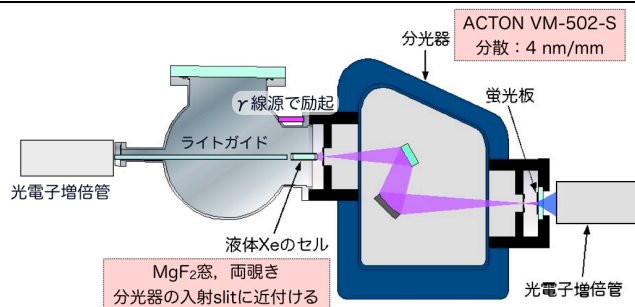 ACTON VM-502-S
分散：4 nm/mm
分光器
蛍光板
γ線源で励起
ライトガイド
光電子増倍管
液体Xeのセル
MgF₂窓，両覗き
分光器の入射slitに近付ける
光電子増倍管